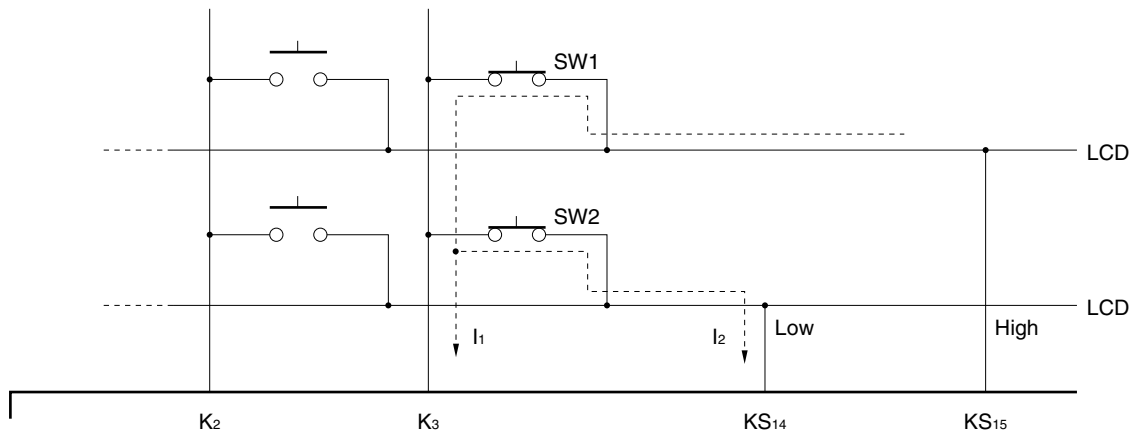 SW1
LCD
SW2
LCD
I1
I2
Low
High
K2
K3
KS14
KS15